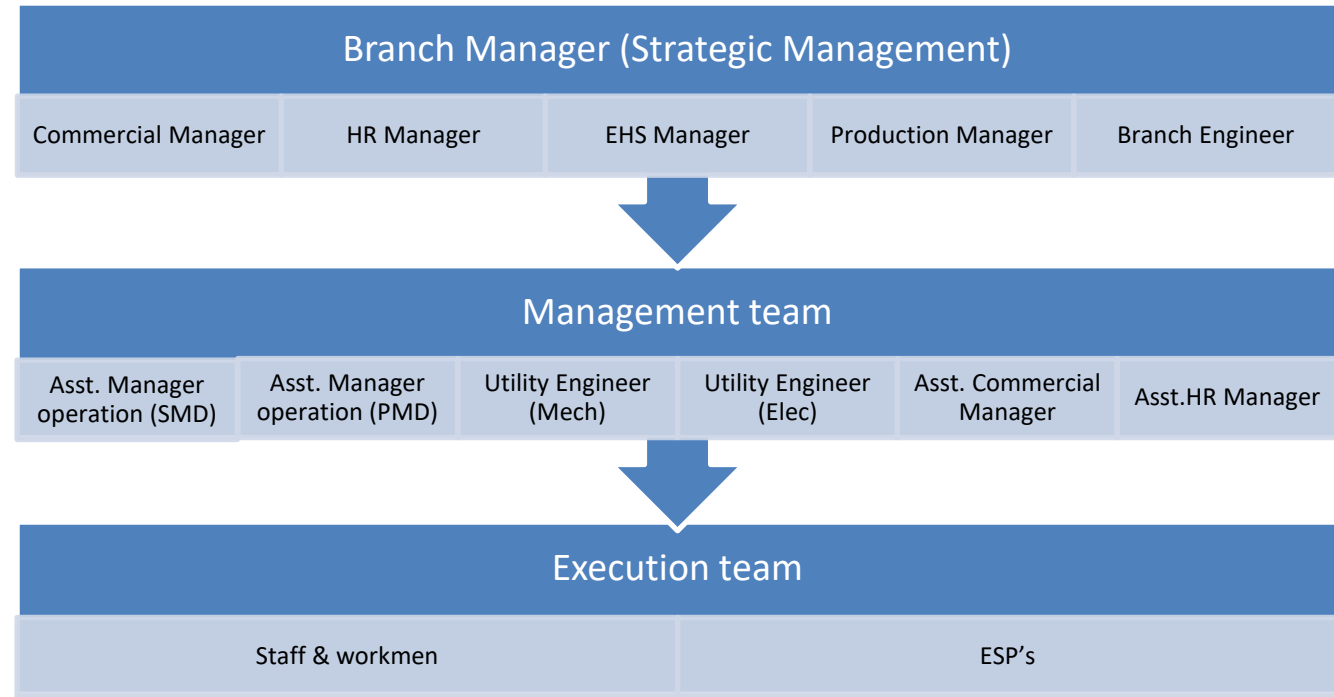 Branch Manager (Strategic Management)
Commercial Manager
HR Manager
EHS Manager
Production Manager
Branch Engineer
Management team
Asst. Manager
operation (SMD)
Asst. Manager
operation (PMD)
Utility Engineer
(Mech)
Utility Engineer
(Elec)
Asst. Commercial
Manager
Asst.HR Manager
Execution team
Staff & workmen
ESP’s